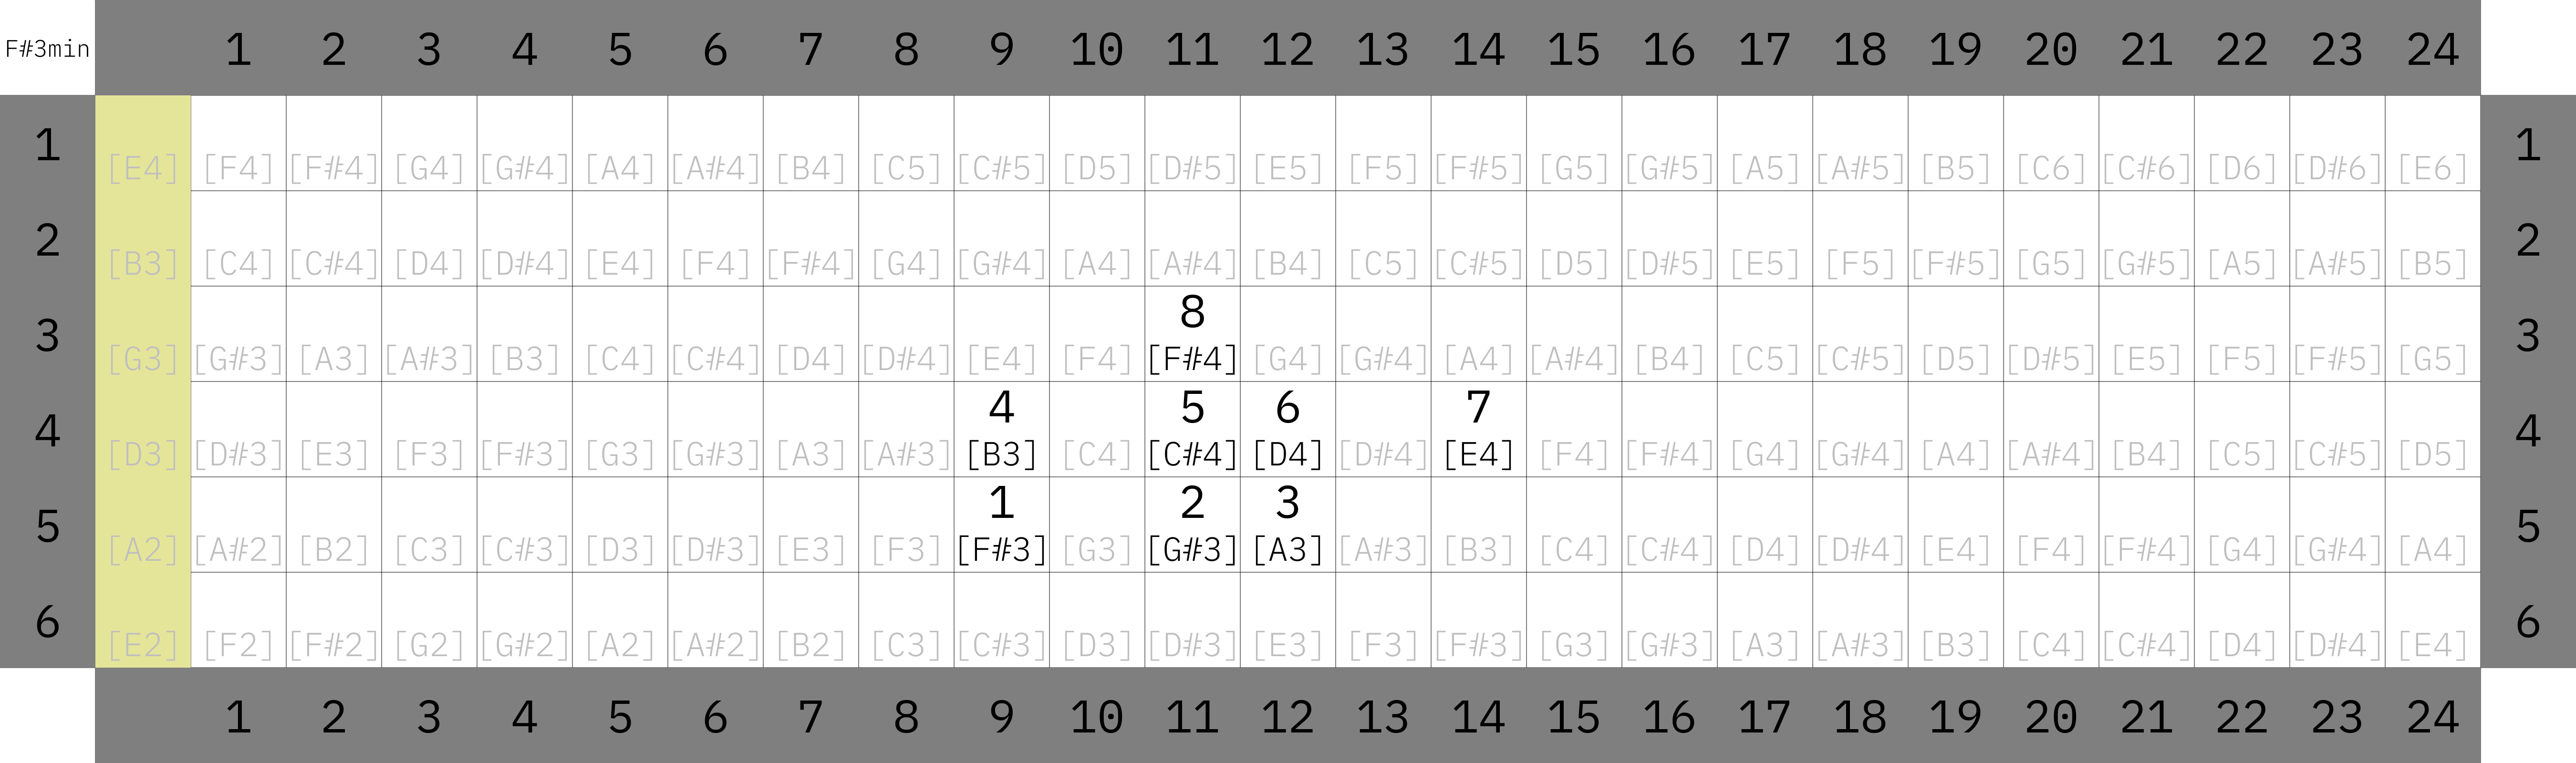 F#3min 1 2 3 4 5 6 7 8 9 10 11 12 13 14 15 16 17 18 19 20 21 22 23 24
1 [E4] [F4] [F#4] [G4] [G#4] [A4] [A#4] [B4] [C5] [C#5] [D5] [D#5] [E5] [F5] [F#5] [G5] [G#5] [A5] [A#5] [B5] [C6] [C#6] [D6] [D#6] [E6] 1
2 [B3] [C4] [C#4] [D4] [D#4] [E4] [F4] [F#4] [G4] [G#4] [A4] [A#4] [B4] [C5] [C#5] [D5] [D#5] [E5] [F5] [F#5] [G5] [G#5] [A5] [A#5] [B5] 2
8
3 [G3] [G#3] [A3] [A#3] [B3] [C4] [C#4] [D4] [D#4] [E4] [F4] [F#4] [G4] [G#4] [A4] [A#4] [B4] [C5] [C#5] [D5] [D#5] [E5] [F5] [F#5] [G5] 3
4 5 6 7
4 [D3] [D#3] [E3] [F3] [F#3] [G3] [G#3] [A3] [A#3] [B3] [C4] [C#4] [D4] [D#4] [E4] [F4] [F#4] [G4] [G#4] [A4] [A#4] [B4] [C5] [C#5] [D5] 4
1 2 3
5 [A2] [A#2] [B2] [C3] [C#3] [D3] [D#3] [E3] [F3] [F#3] [G3] [G#3] [A3] [A#3] [B3] [C4] [C#4] [D4] [D#4] [E4] [F4] [F#4] [G4] [G#4] [A4] 5
6 [E2] [F2] [F#2] [G2] [G#2] [A2] [A#2] [B2] [C3] [C#3] [D3] [D#3] [E3] [F3] [F#3] [G3] [G#3] [A3] [A#3] [B3] [C4] [C#4] [D4] [D#4] [E4] 6
1 2 3 4 5 6 7 8 9 10 11 12 13 14 15 16 17 18 19 20 21 22 23 24